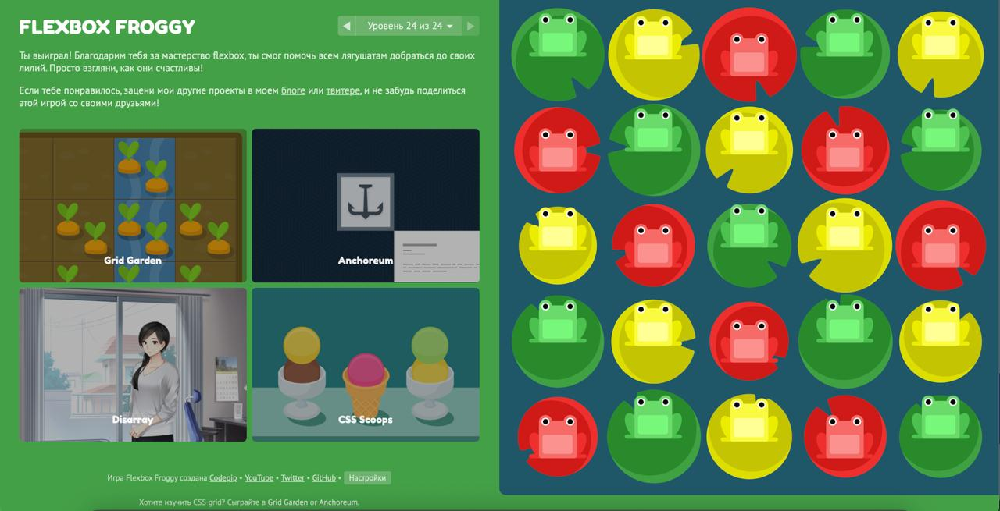 FLEXBOX FROGGY
Уровень 24 из 24
Ты выиграл! Благодарим тебя за мастерство flexbox, ты смог помочь всем лягушатам добраться до своих
лилий. Просто взгляни, как они счастливы!
Если тебе понравилось, зацени мои другие проекты в моем блоге или твитере, и не забудь поделиться
этой игрой со своими друзьями!
Grid Garden
Anchoreum
Disarray
CSS Scoops
Игра Flexbox Froggy создана Codepip • YouTube • Twitter • GitHub • Настройки
Хотите изучить CSS grid? Сыграйте в Grid Garden or Anchoreum.